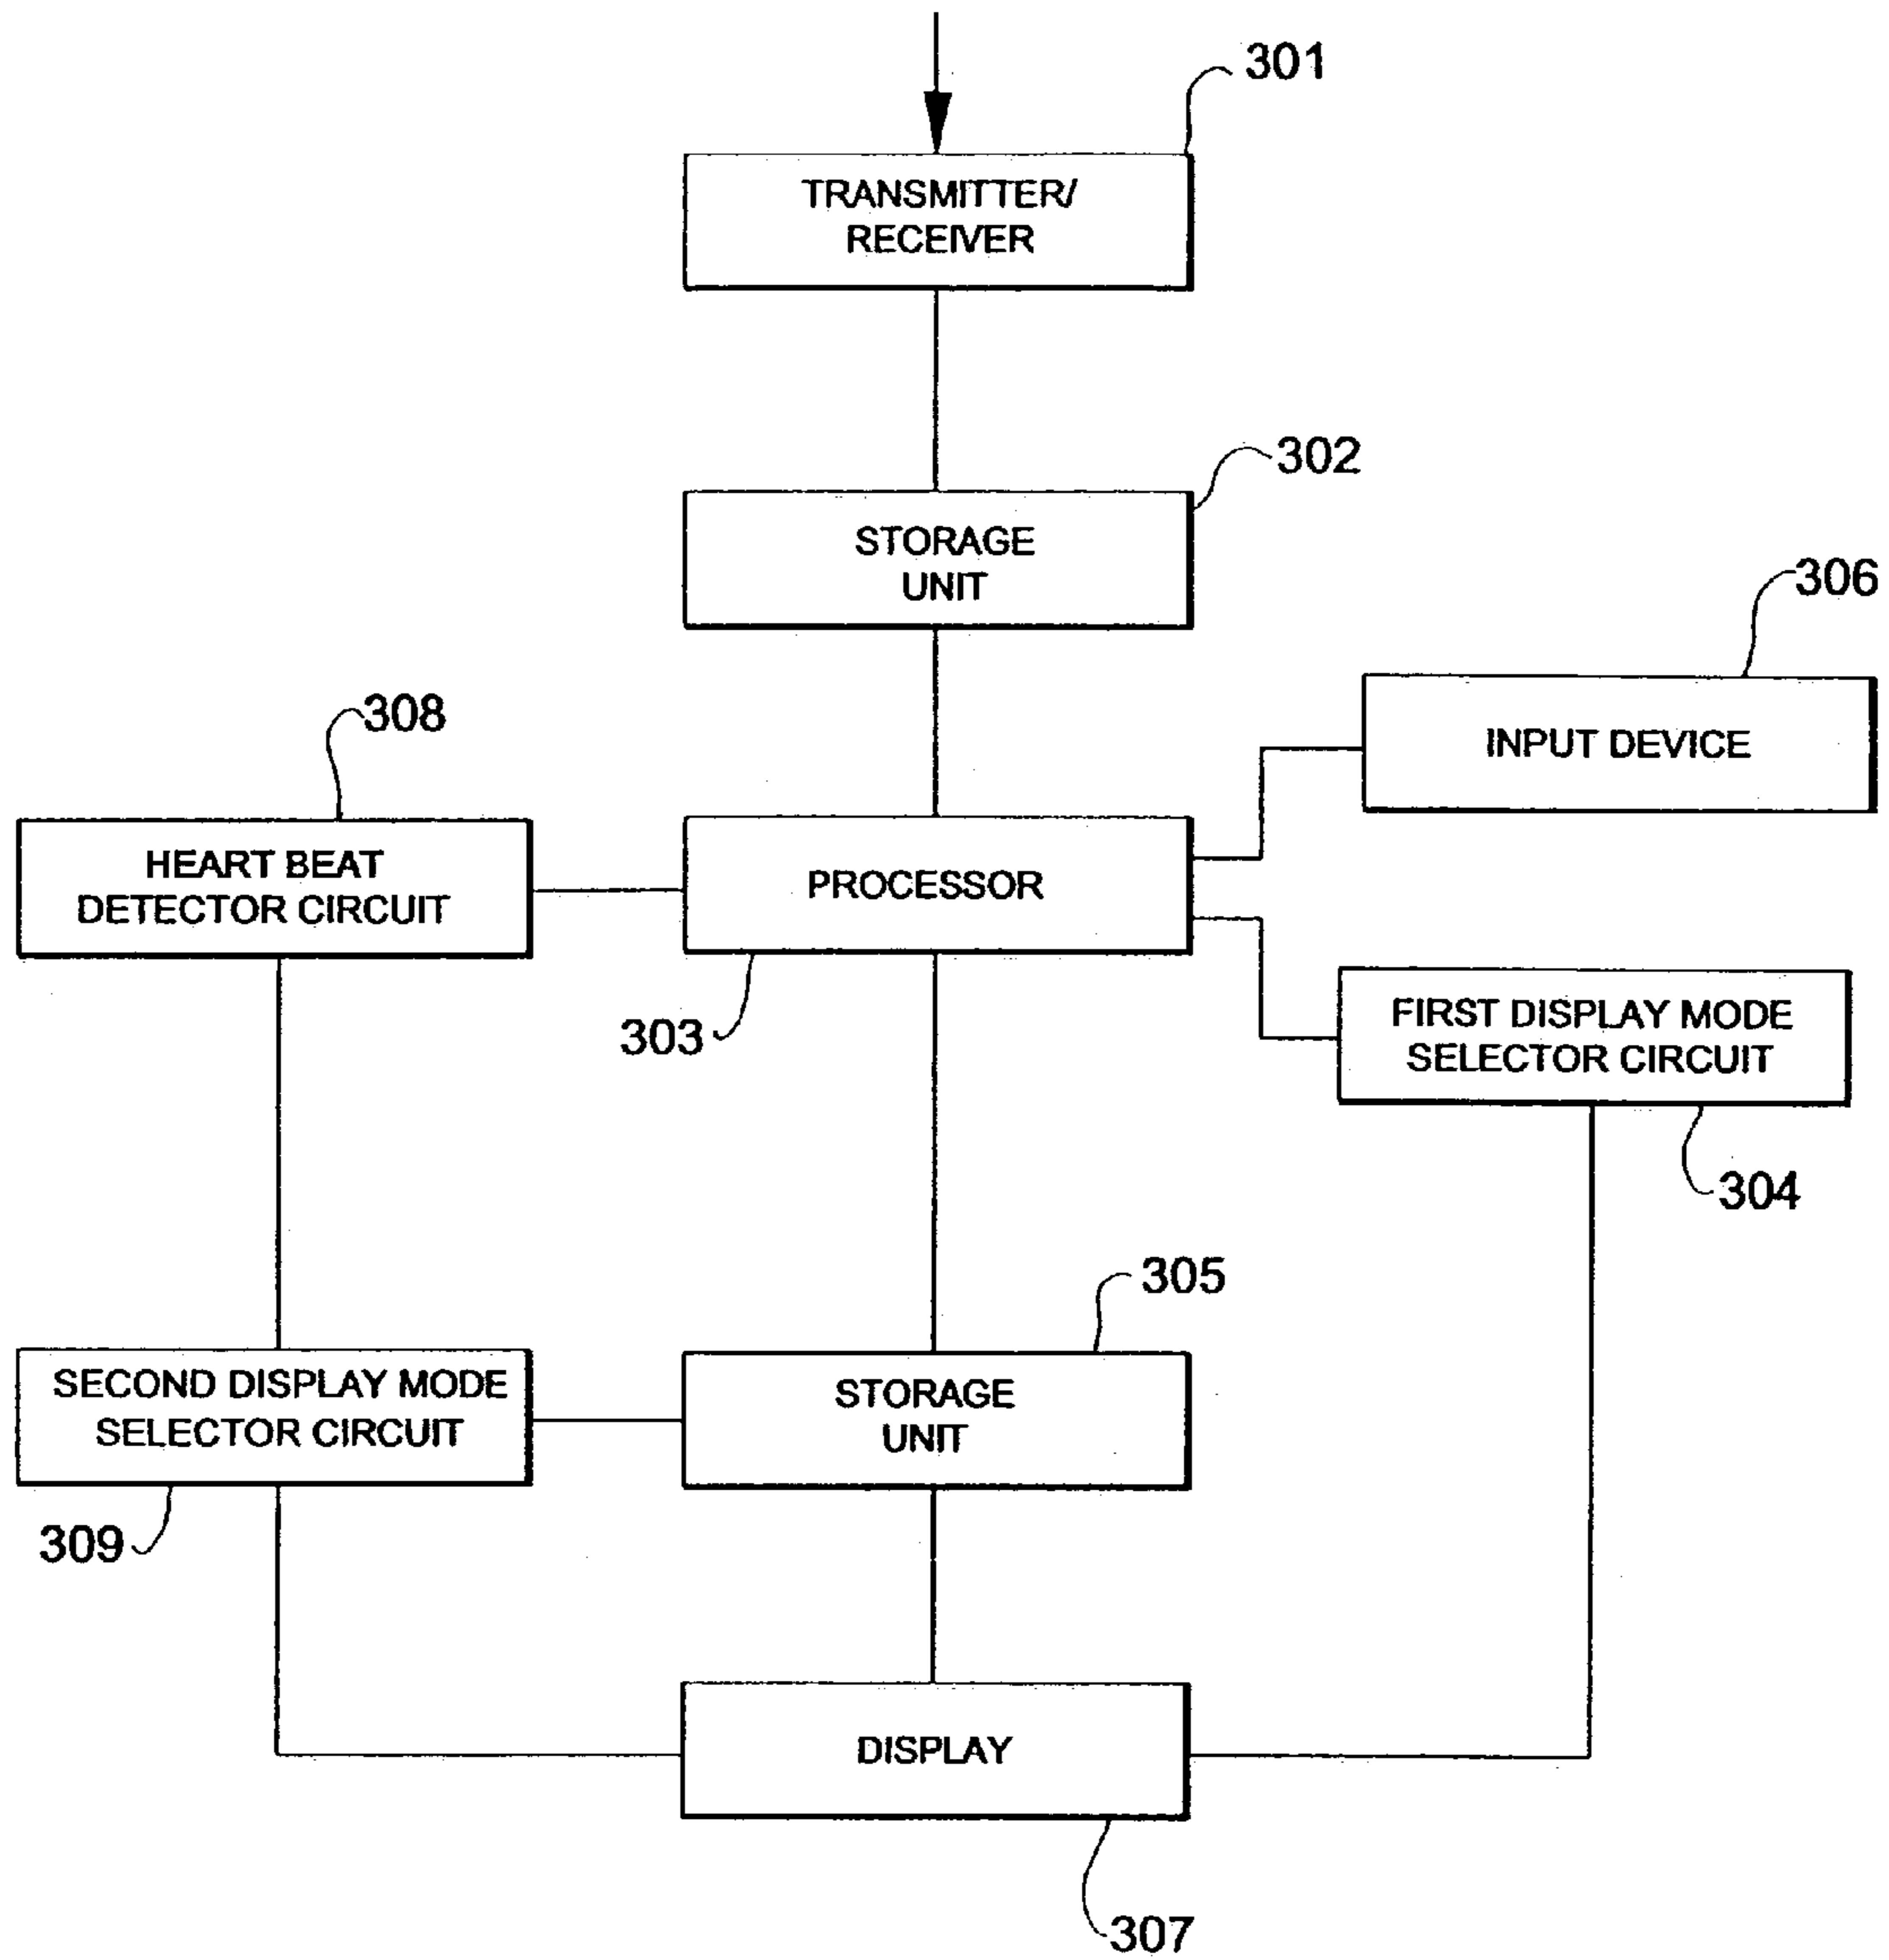 301
TRANSMITTER/
RECEIVER
302
STORAGE
UNIT
306
INPUT DEVICE
308
HEART BEAT
DETECTOR CIRCUIT
PROCESSOR
303
FIRST DISPLAY MODE
SELECTOR CIRCUIT
304
305
SECOND DISPLAY MODE
SELECTOR CIRCUIT
STORAGE
UNIT
309
DISPLAY
307